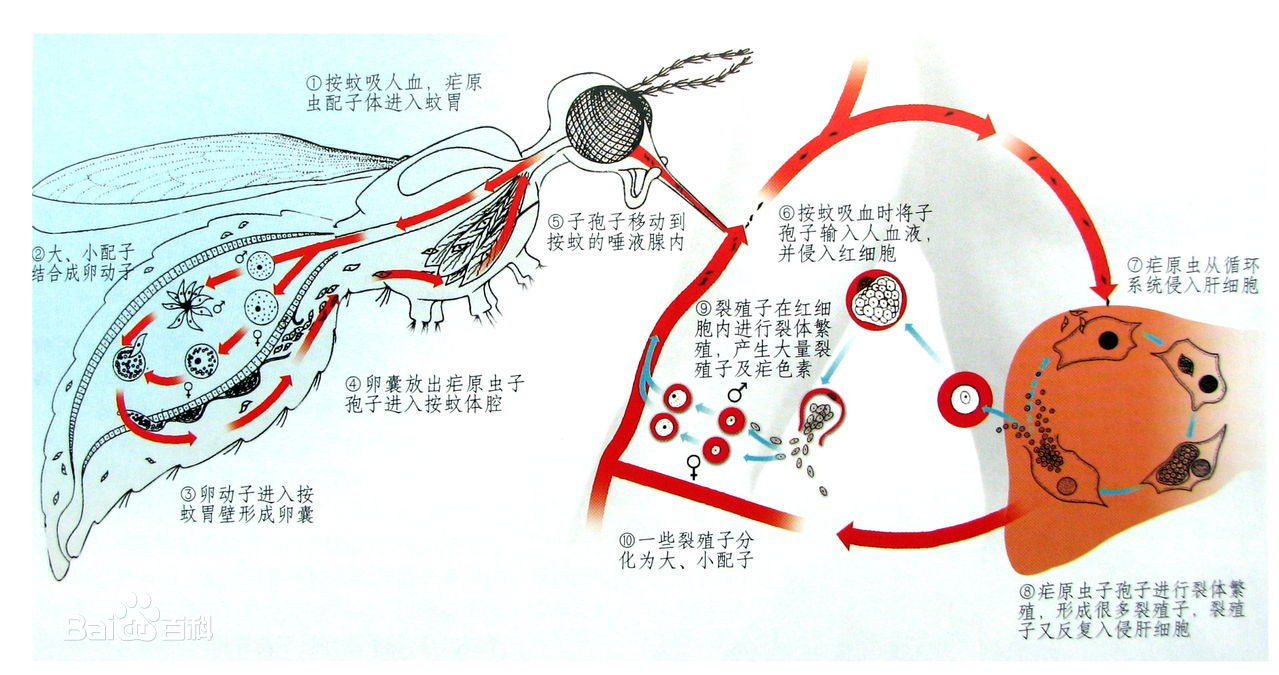 ①按蚊吸人血，疟原
虫配子体进入蚊胃
②大、小配子
结合成卵动子
③卵动子进入按
蚊胃壁形成卵囊
④卵囊放出疟原虫子
孢子进入按蚊体腔
⑤子孢子移动到
按蚊的唾液腺内
⑥按蚊吸血时将子
孢子输入人血液，
并侵入红细胞
⑦疟原虫从循环
系统侵入肝细胞
⑧疟原虫子孢子进行裂体繁
殖，形成很多裂殖子，裂殖
子又反复入侵肝细胞
⑨裂殖子在红细
胞内进行裂体繁
殖，产生大量裂
殖子及疟色素
⑩一些裂殖子分
化为大、小配子
Baidu百科